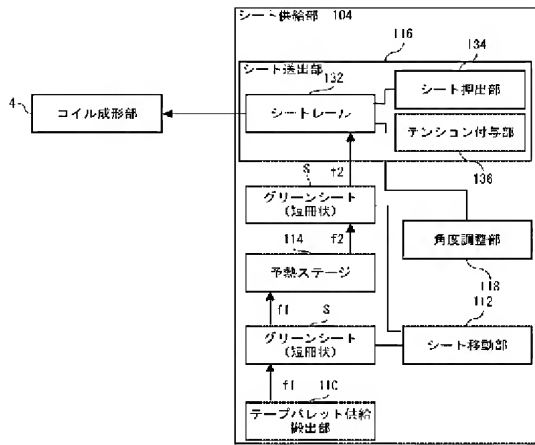 シート供給部 104
116
134
シート送出部
132
シート押出部
4
コイル成形部
シートレール
テンション付与部
S
f2
136
グリーンシート
(短冊状)
114
f2
角度調整部
予熱ステージ
118
112
f1
S
グリーンシート
(短冊状)
シート移動部
f1
110
テープパレット供給
搬出部